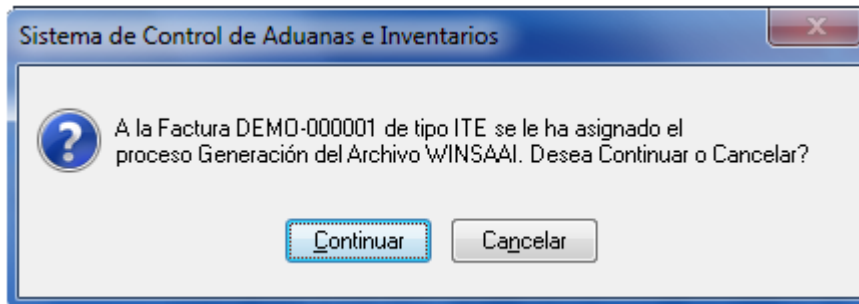 Sistema de Control de Aduanas e Inventarios
A la Factura DEMO-000001 de tipo ITE se le ha asignado el
proceso Generación del Archivo WINSAAI. Desea Continuar o Cancelar?
Continuar
Cancelar